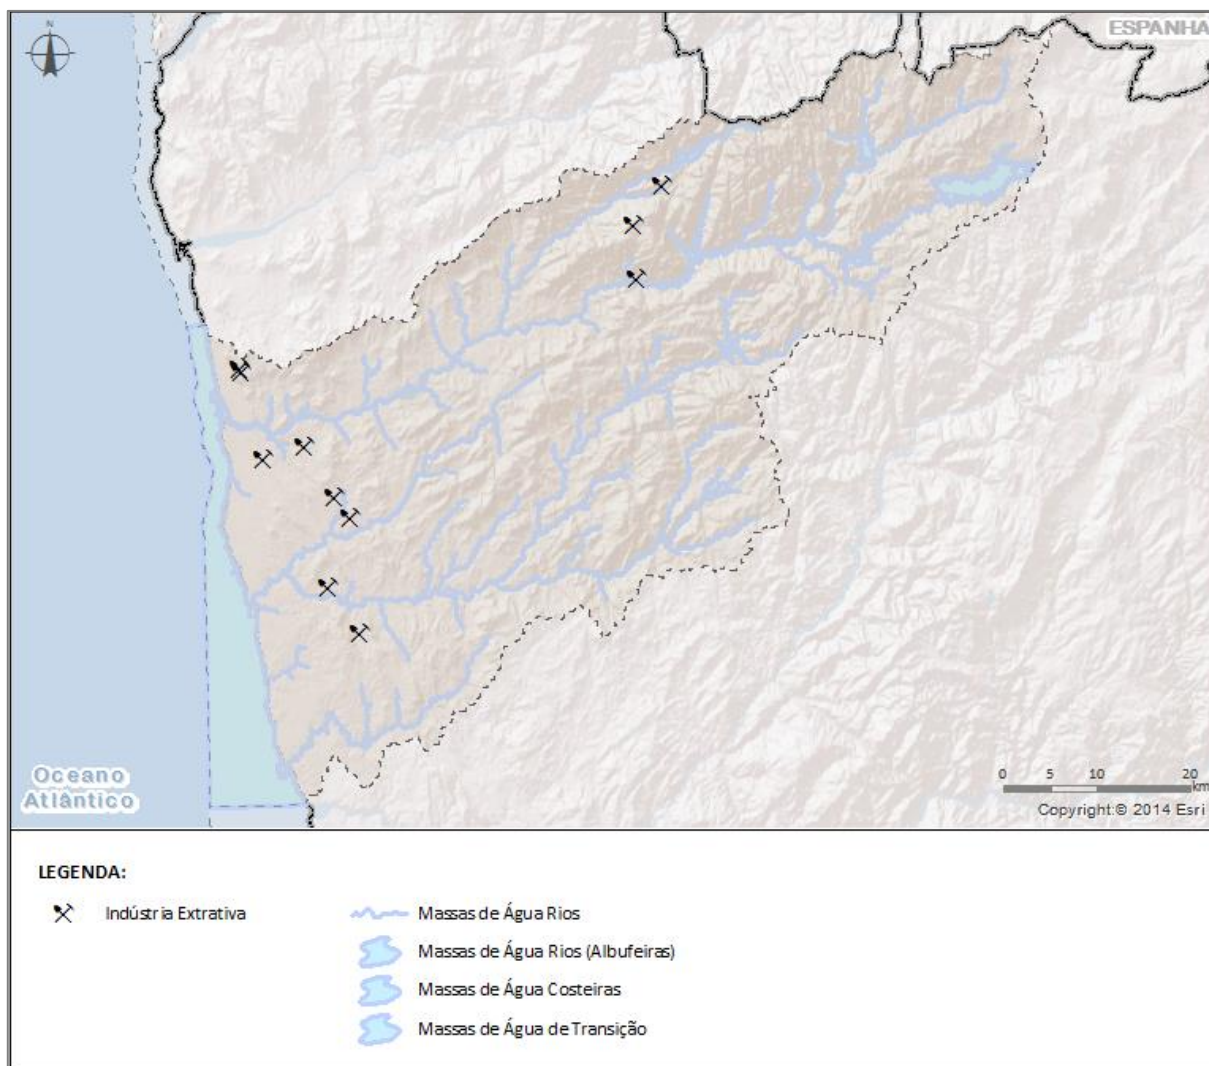 N
ESPANHA
Oceano
Atlântico
0 5 10 20
km
Copyright:© 2014 Esri
LEGENDA:
Indústria Extrativa
Massas de Água Rios
Massas de Água Rios (Albufeiras)
Massas de Água Costeiras
Massas de Água de Transição